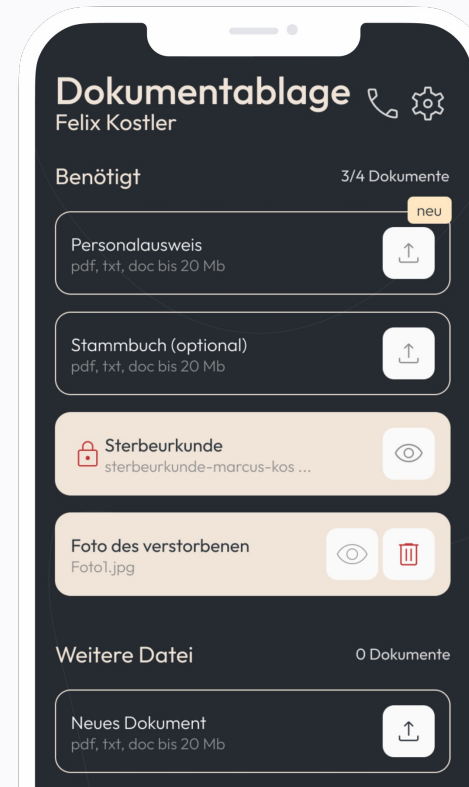 Dokumentablage
Felix Kostler
Benötigt
3/4 Dokumente
neu
Personalausweis
pdf, txt, doc bis 20 Mb
Stammbuch (optional)
pdf, txt, doc bis 20 Mb
Sterbeurkunde
sterbeurkunde-marcus-kos ...
Foto des verstorbenen
Foto1.jpg
Weitere Datei
0 Dokumente
Neues Dokument
pdf, txt, doc bis 20 Mb